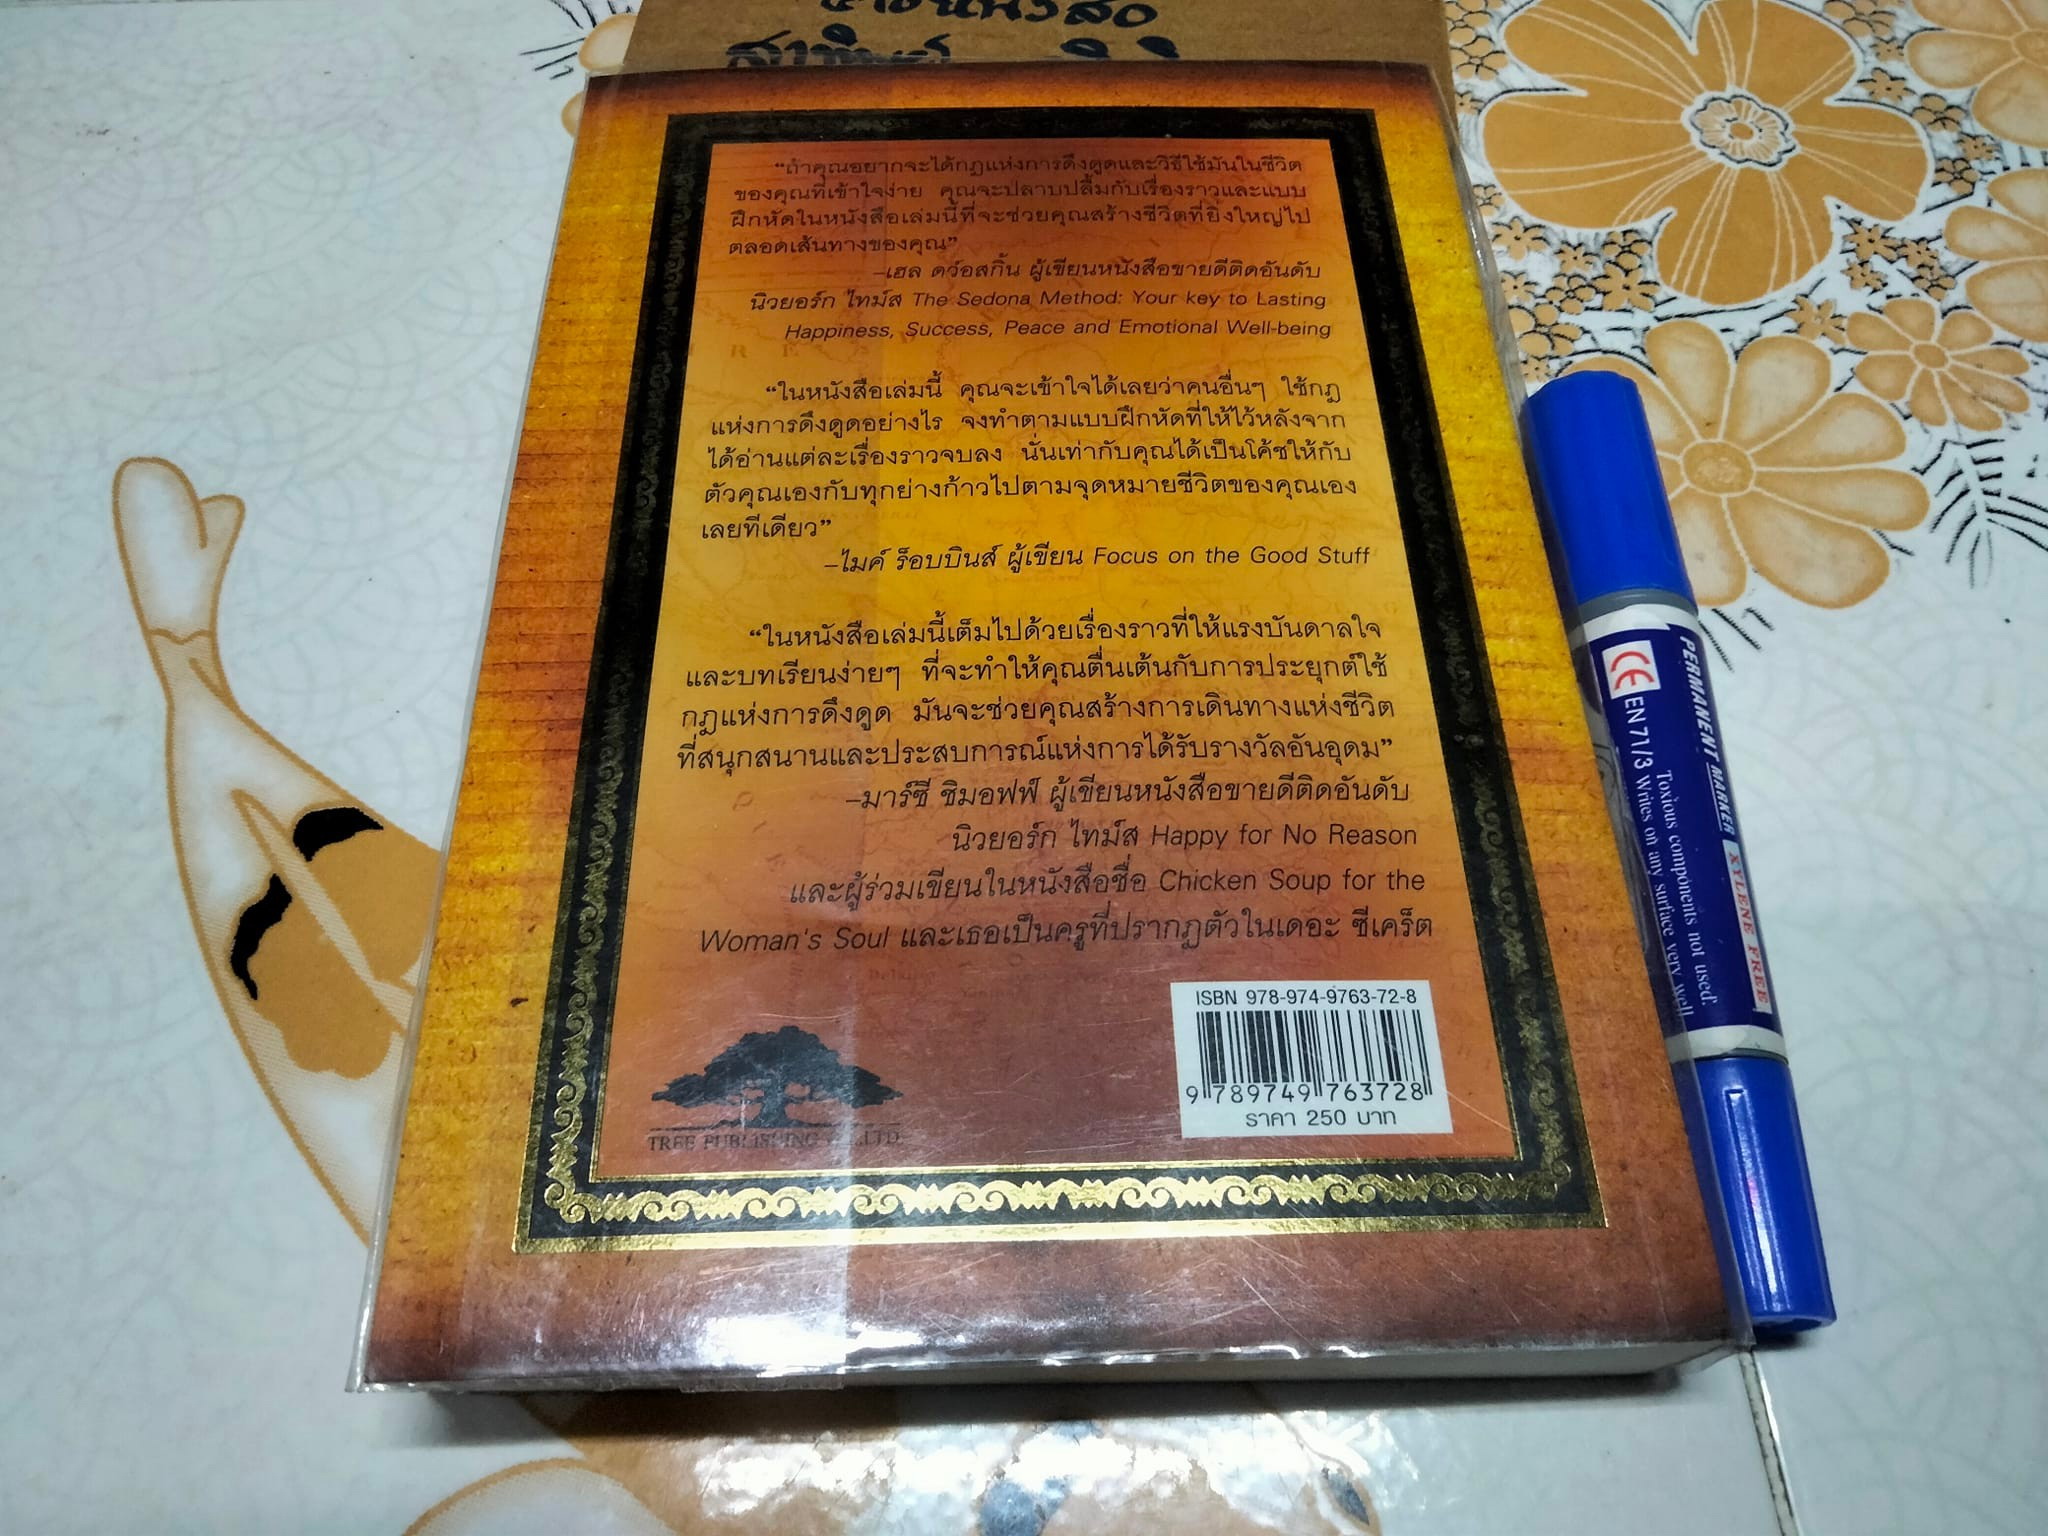 “ถ้าคุณอยากจะได้กฎแห่งการดึงดูดและวิธีใช้มันในชีวิต
ของคุณที่เข้าใจง่าย คุณจะปลาบปลื้มกับเรื่องราวและแบบ
ฝึกหัดในหนังสือเล่มนี้ที่จะช่วยคุณสร้างชีวิตที่ยิ่งใหญ่ไป
ตลอดเส้นทางของคุณ”
–เฮล ดว๋อสกิ้น ผู้เขียนหนังสือขายดีติดอันดับ
นิวยอร์ก ไทม์ส The Sedona Method: Your key to Lasting
Happiness, Success, Peace and Emotional Well-being
“ในหนังสือเล่มนี้ คุณจะเข้าใจได้เลยว่าคนอื่นๆ ใช้กฎ
แห่งการดึงดูดอย่างไร จงทำตามแบบฝึกหัดที่ให้ไว้หลังจาก
ได้อ่านแต่ละเรื่องราวจบลง นั่นเท่ากับคุณได้เป็นโค้ชให้กับ
ตัวคุณเองกับทุกย่างก้าวไปตามจุดหมายชีวิตของคุณเอง
เลยทีเดียว”
–ไมค์ ร็อบบินส์ ผู้เขียน Focus on the Good Stuff
“ในหนังสือเล่มนี้เต็มไปด้วยเรื่องราวที่ให้แรงบันดาลใจ
และบทเรียนง่ายๆ ที่จะทำให้คุณตื่นเต้นกับการประยุกต์ใช้
กฎแห่งการดึงดูด มันจะช่วยคุณสร้างการเดินทางแห่งชีวิต
ที่สนุกสนานและประสบการณ์แห่งการได้รับรางวัลอันอุดม”
–มาร์ซี ชิมอฟฟ์ ผู้เขียนหนังสือขายดีติดอันดับ
นิวยอร์ก ไทม์ส Happy for No Reason
และผู้ร่วมเขียนในหนังสือชื่อ Chicken Soup for the
Woman's Soul และเธอเป็นครูที่ปรากฏตัวในเดอะ ซีเคร็ต
ISBN 978-974-9763-72-8
9 789749 763728
ราคา 250 บาท
TREE PUBLISHING CO.,LTD.
PERMANENT MARKER XYLENE FREE
Toxious components not used.
CE EN 71/3 Writes on any surface very well